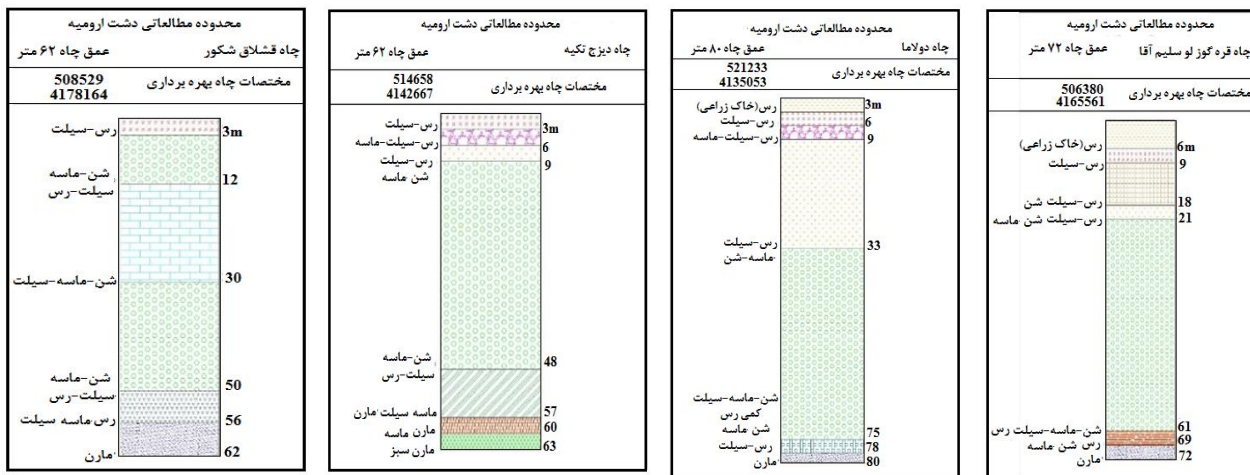 محدوده مطالعاتی دشت ارومیه
چاه قشلاق شکور عمق چاه ۶۲ متر
مختصات چاه بهره برداری
508529
4178164
رس-سیلت
3m
شن-ماسه
12
سیلت-رس
شن-ماسه-سیلت
30
شن-ماسه
50
سیلت-رس
رس ماسه سیلت
56
مارن
62
محدوده مطالعاتی دشت ارومیه
چاه دیزج تکیه عمق چاه ۶۲ متر
مختصات چاه بهره برداری
514658
4142667
رس-سیلت
3m
رس-سیلت-ماسه
6
رس-سیلت
9
شن ماسه
شن-ماسه
48
سیلت-رس
ماسه سیلت مارن
57
مارن ماسه
60
مارن سبز
63
محدوده مطالعاتی دشت ارومیه
چاه دولاما عمق چاه ۸۰ متر
مختصات چاه بهره برداری
521233
4135053
رس(خاک زراعی)
3m
رس-سیلت
6
رس-سیلت-ماسه
9
رس-سیلت
33
ماسه-شن
شن-ماسه-سیلت
کمی رس
شن ماسه
75
رس-سیلت
78
مارن
80
محدوده مطالعاتی دشت ارومیه
چاه قره گوز لو سلیم آقا عمق چاه ۷۲ متر
مختصات چاه بهره برداری
506380
4165561
رس(خاک زراعی)
6m
رس-سیلت
9
رس-سیلت شن
18
رس-سیلت شن ماسه
21
شن-ماسه-سیلت رس
61
رس شن ماسه
69
مارن
72